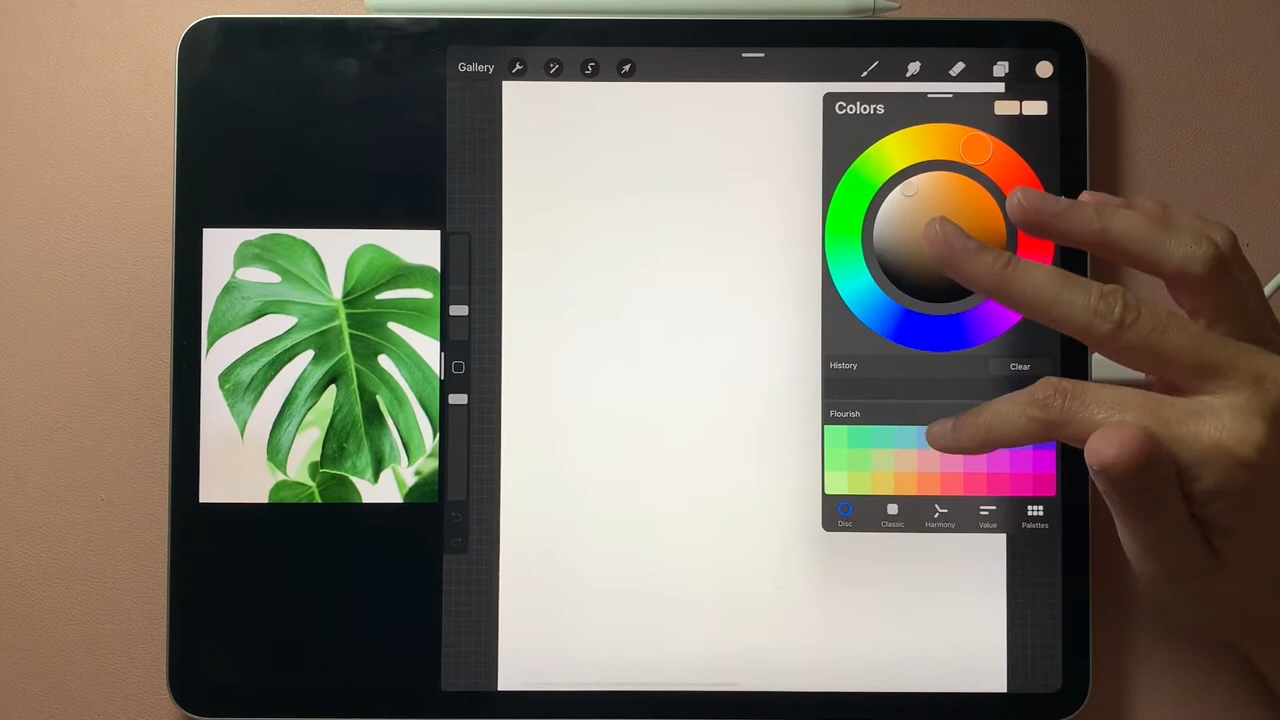 Gallery
Colors
History
Clear
Flourish
Disc
Classic
Harmony
Value
Palettes